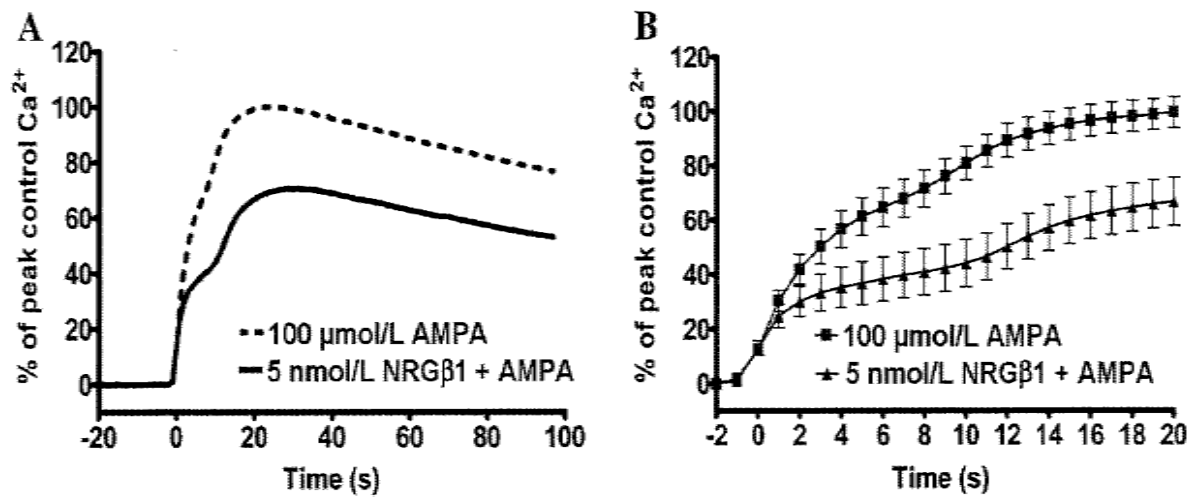 A
% of peak control Ca2+
120
100
80
60
40
20
0
-20 0 20 40 60 80 100
Time (s)
100 µmol/L AMPA
5 nmol/L NRGβ1 + AMPA
B
% of peak control Ca2+
120
100
80
60
40
20
0
-2 0 2 4 6 8 10 12 14 16 18 20
Time (s)
100 µmol/L AMPA
5 nmol/L NRGβ1 + AMPA